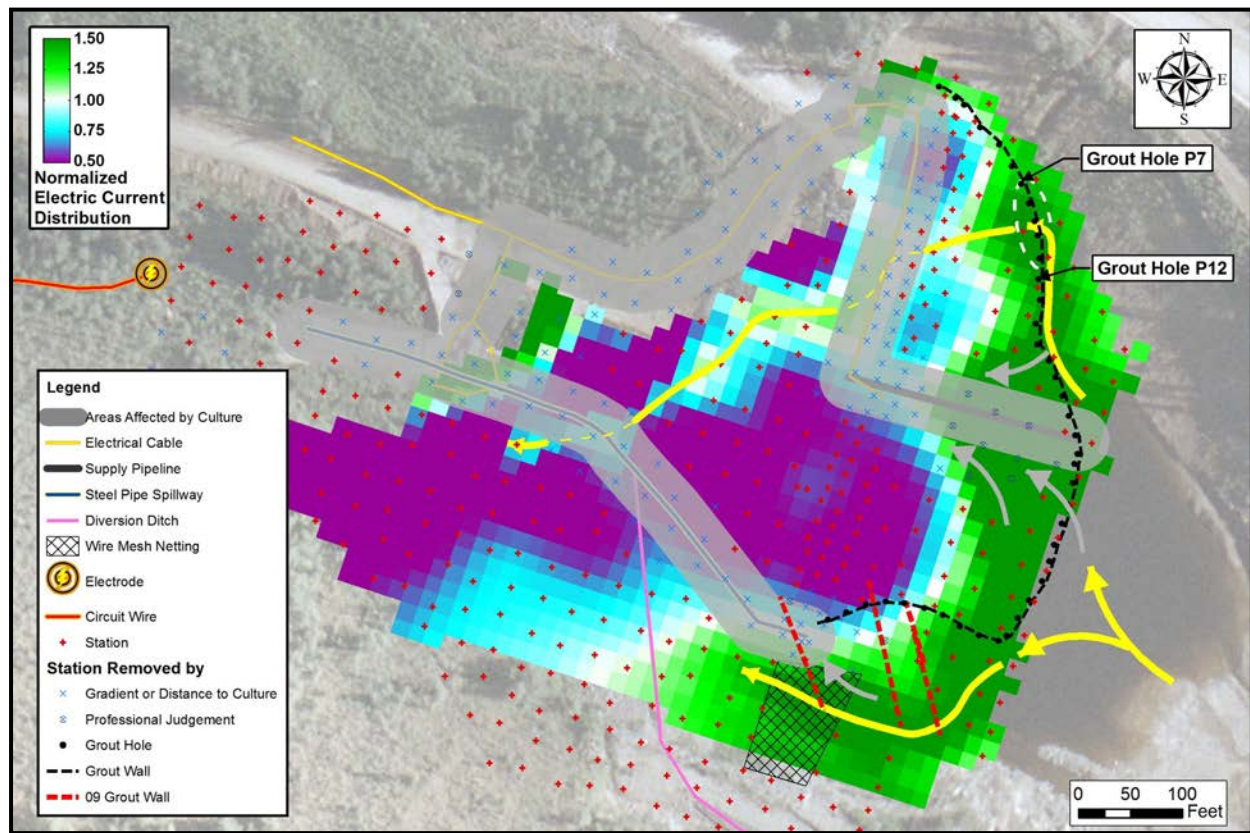 1.50
1.25
1.00
0.75
0.50
Normalized
Electric Current
Distribution
N
W E
S
Grout Hole P7
Grout Hole P12
Legend
Areas Affected by Culture
Electrical Cable
Supply Pipeline
Steel Pipe Spillway
Diversion Ditch
Wire Mesh Netting
Electrode
Circuit Wire
Station
Station Removed by
Gradient or Distance to Culture
Professional Judgement
Grout Hole
Grout Wall
09 Grout Wall
0 50 100
Feet